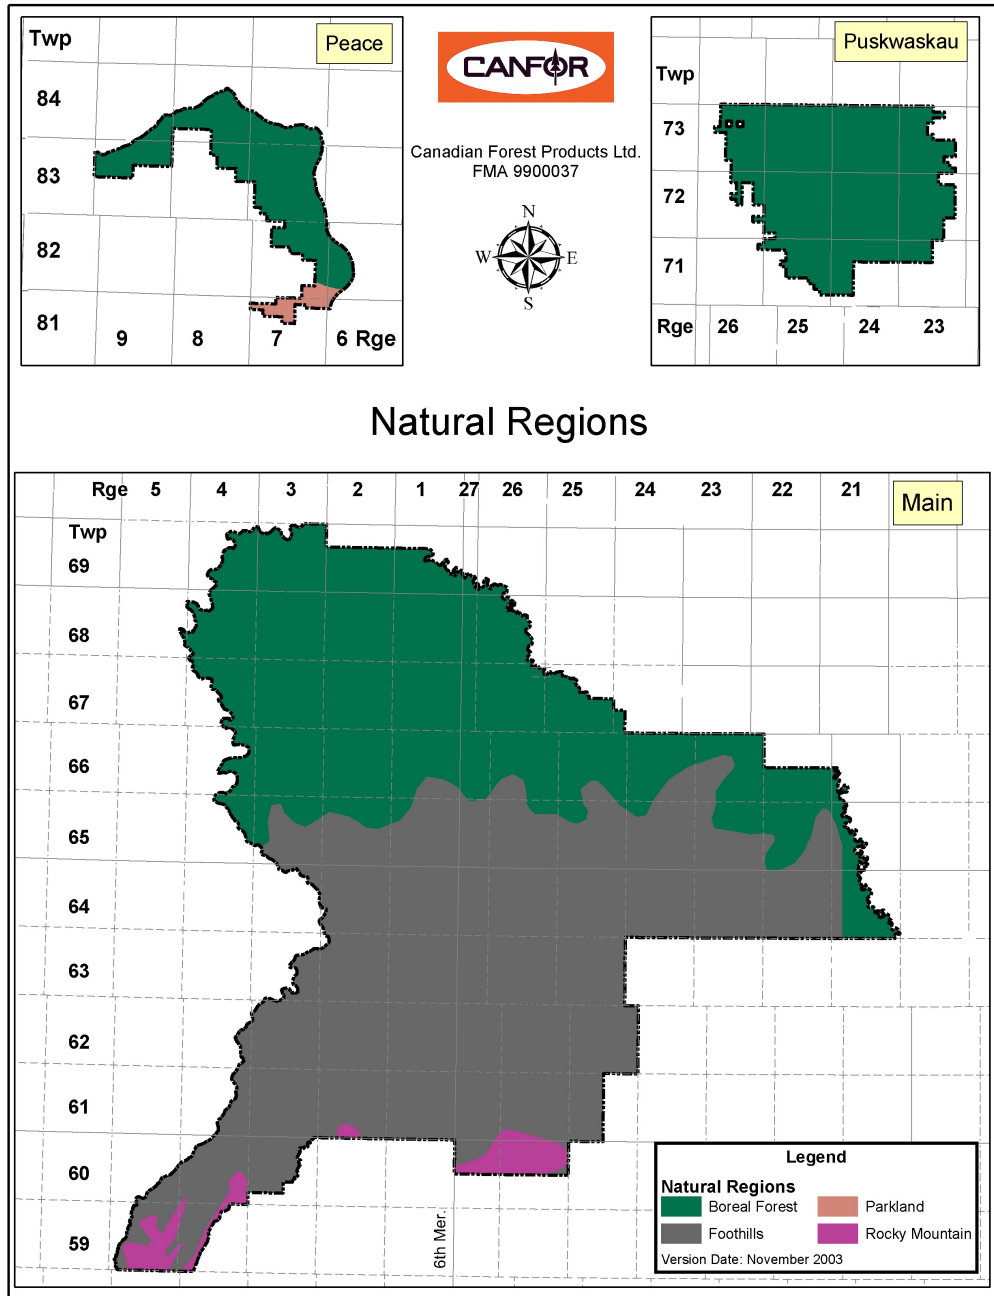 Twp
Peace
84
83
82
81
9 8 7 6 Rge
CANFOR
Canadian Forest Products Ltd.
FMA 9900037
N
W E
S
Puskwaskau
Twp
73
72
71
Rge 26 25 24 23
Natural Regions
Rge 5 4 3 2 1 27 26 25 24 23 22 21
Main
Twp
69
68
67
66
65
64
63
62
61
60
59
6th Mer.
Legend
Natural Regions
Boreal Forest Parkland
Foothills Rocky Mountain
Version Date: November 2003